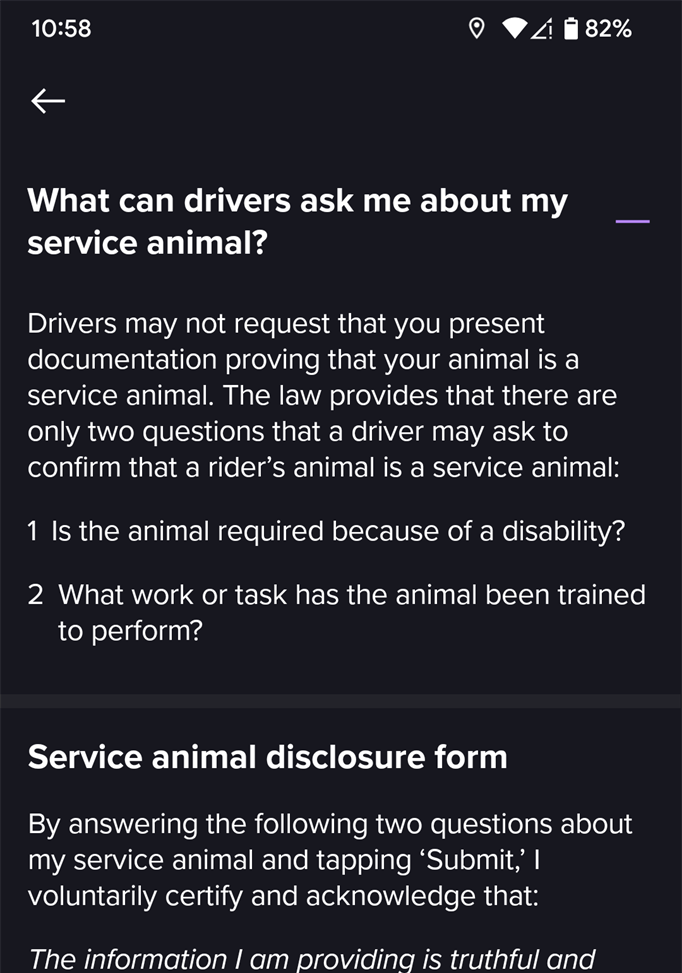 10:58 82%
What can drivers ask me about my
service animal?
Drivers may not request that you present
documentation proving that your animal is a
service animal. The law provides that there are
only two questions that a driver may ask to
confirm that a rider’s animal is a service animal:
1 Is the animal required because of a disability?
2 What work or task has the animal been trained
to perform?
Service animal disclosure form
By answering the following two questions about
my service animal and tapping ‘Submit,’ I
voluntarily certify and acknowledge that:
The information I am providing is truthful and